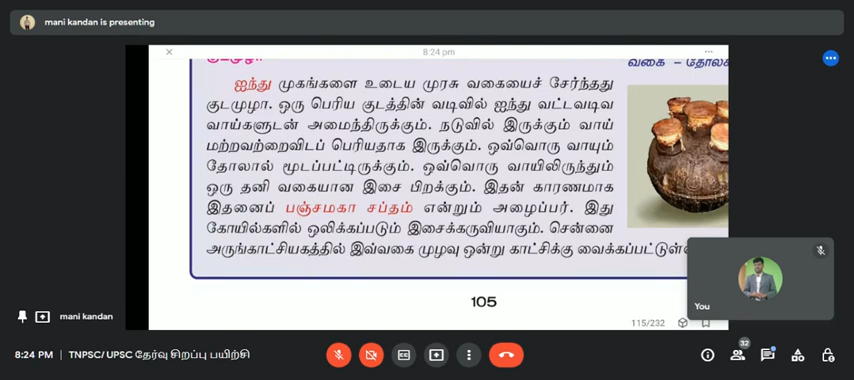 mani kandan is presenting
8:24 pm
வகை –
ஐந்து முகங்களை உடைய முரசு வகையைச் சேர்ந்தது
குடமுழா. ஒரு பெரிய குடத்தின் வடிவில் ஐந்து வட்டவடிவ
வாய்களுடன் அமைந்திருக்கும். நடுவில் இருக்கும் வாய்
மற்றவற்றைவிடப் பெரியதாக இருக்கும். ஒவ்வொரு வாயும்
தோலால் மூடப்பட்டிருக்கும். ஒவ்வொரு வாயிலிருந்தும்
ஒரு தனி வகையான இசை பிறக்கும். இதன் காரணமாக
இதனைப் பஞ்சமகா சப்தம் என்றும் அழைப்பர். இது
கோயில்களில் ஒலிக்கப்படும் இசைக்கருவியாகும். சென்னை
அருங்காட்சியகத்தில் இவ்வகை முழவு ஒன்று காட்சிக்கு
105
115/232
You
mani kandan
32
8:24 PM | TNPSC/ UPSC தேர்வு சிறப்பு பயிற்சி